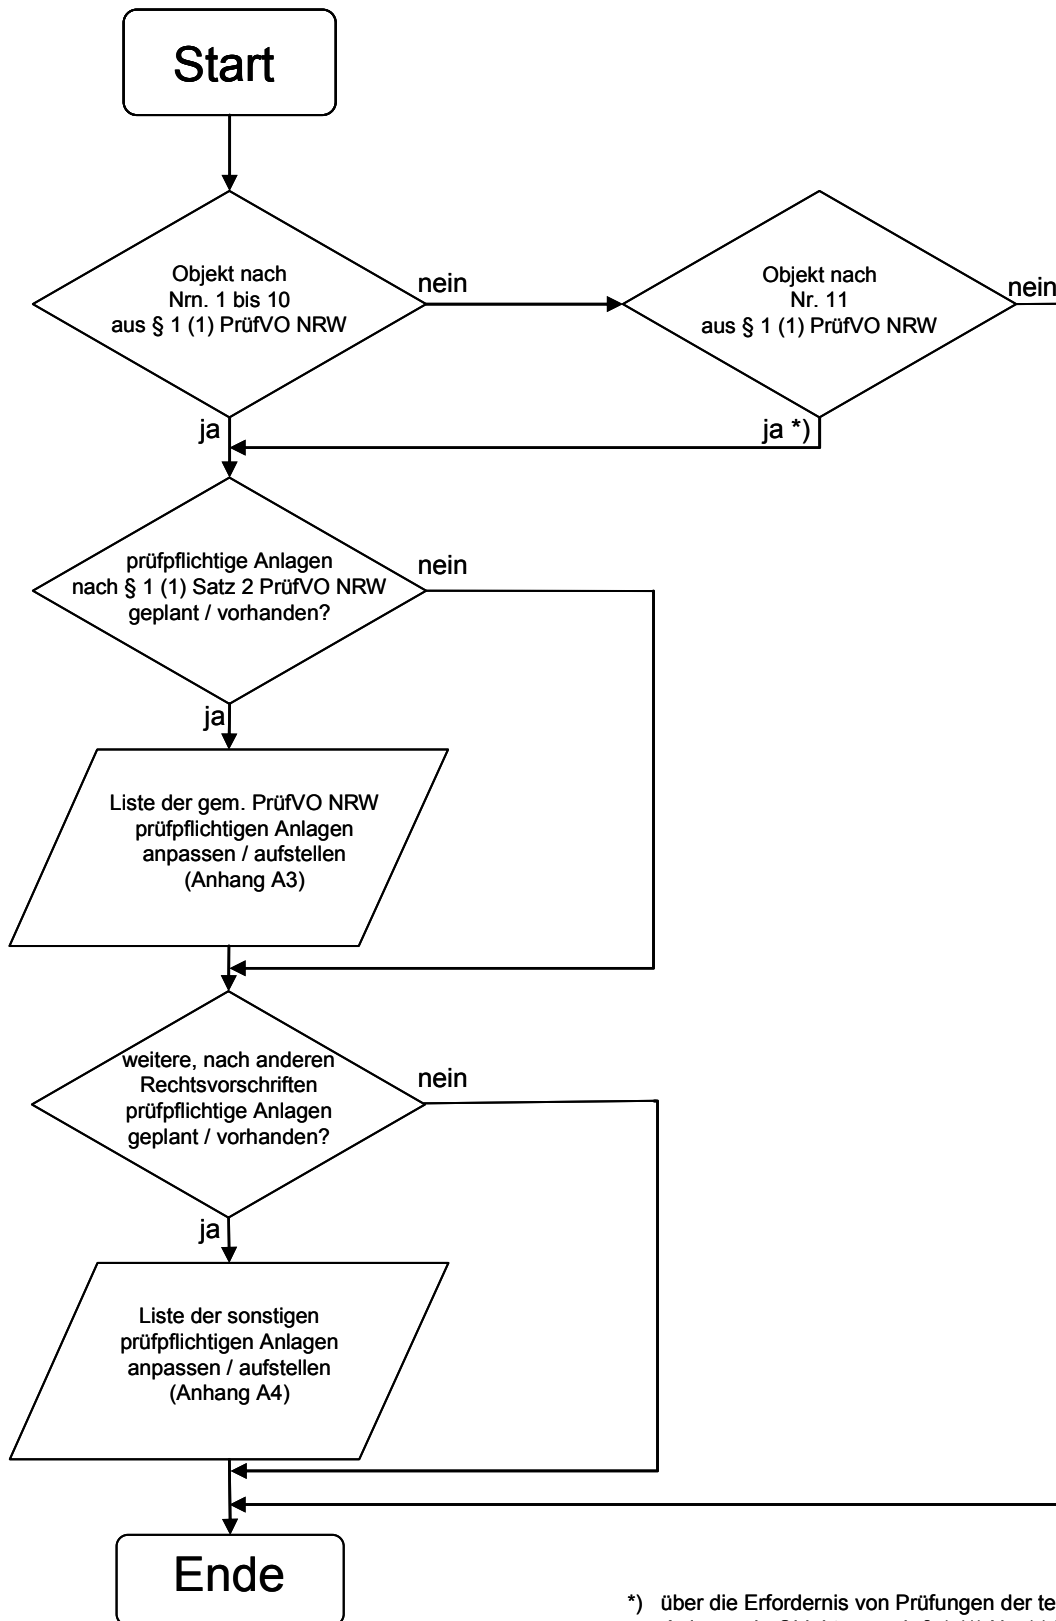 Start
Objekt nach
Nrn. 1 bis 10
aus § 1 (1) PrüfVO NRW
nein
Objekt nach
Nr. 11
aus § 1 (1) PrüfVO NRW
nein
ja
ja *)
prüfpflichtige Anlagen
nach § 1 (1) Satz 2 PrüfVO NRW
geplant / vorhanden?
nein
ja
Liste der gem. PrüfVO NRW
prüfpflichtigen Anlagen
anpassen / aufstellen
(Anhang A3)
weitere, nach anderen
Rechtsvorschriften
prüfpflichtige Anlagen
geplant / vorhanden?
nein
ja
Liste der sonstigen
prüfpflichtigen Anlagen
anpassen / aufstellen
(Anhang A4)
Ende
*) über die Erfordernis von Prüfungen der te